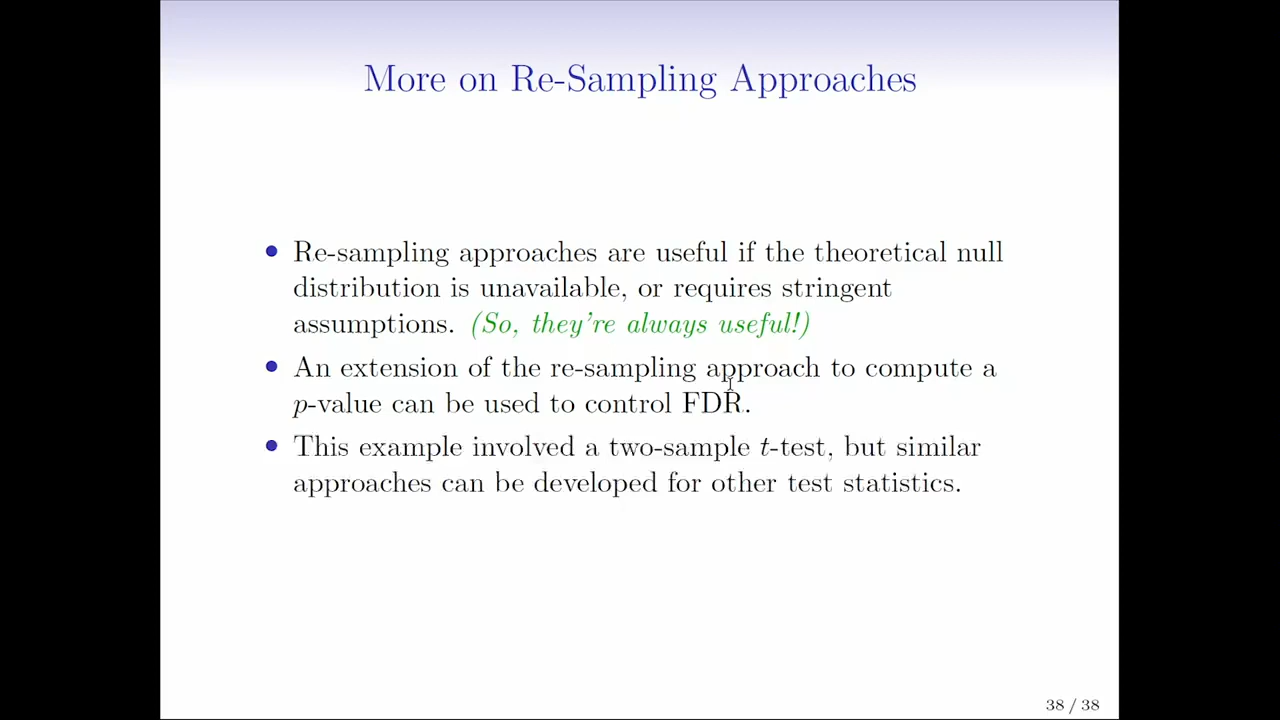 More on Re-Sampling Approaches
• Re-sampling approaches are useful if the theoretical null
distribution is unavailable, or requires stringent
assumptions. (So, they're always useful!)
• An extension of the re-sampling approach to compute a
p-value can be used to control FDR.
• This example involved a two-sample t-test, but similar
approaches can be developed for other test statistics.
38 / 38